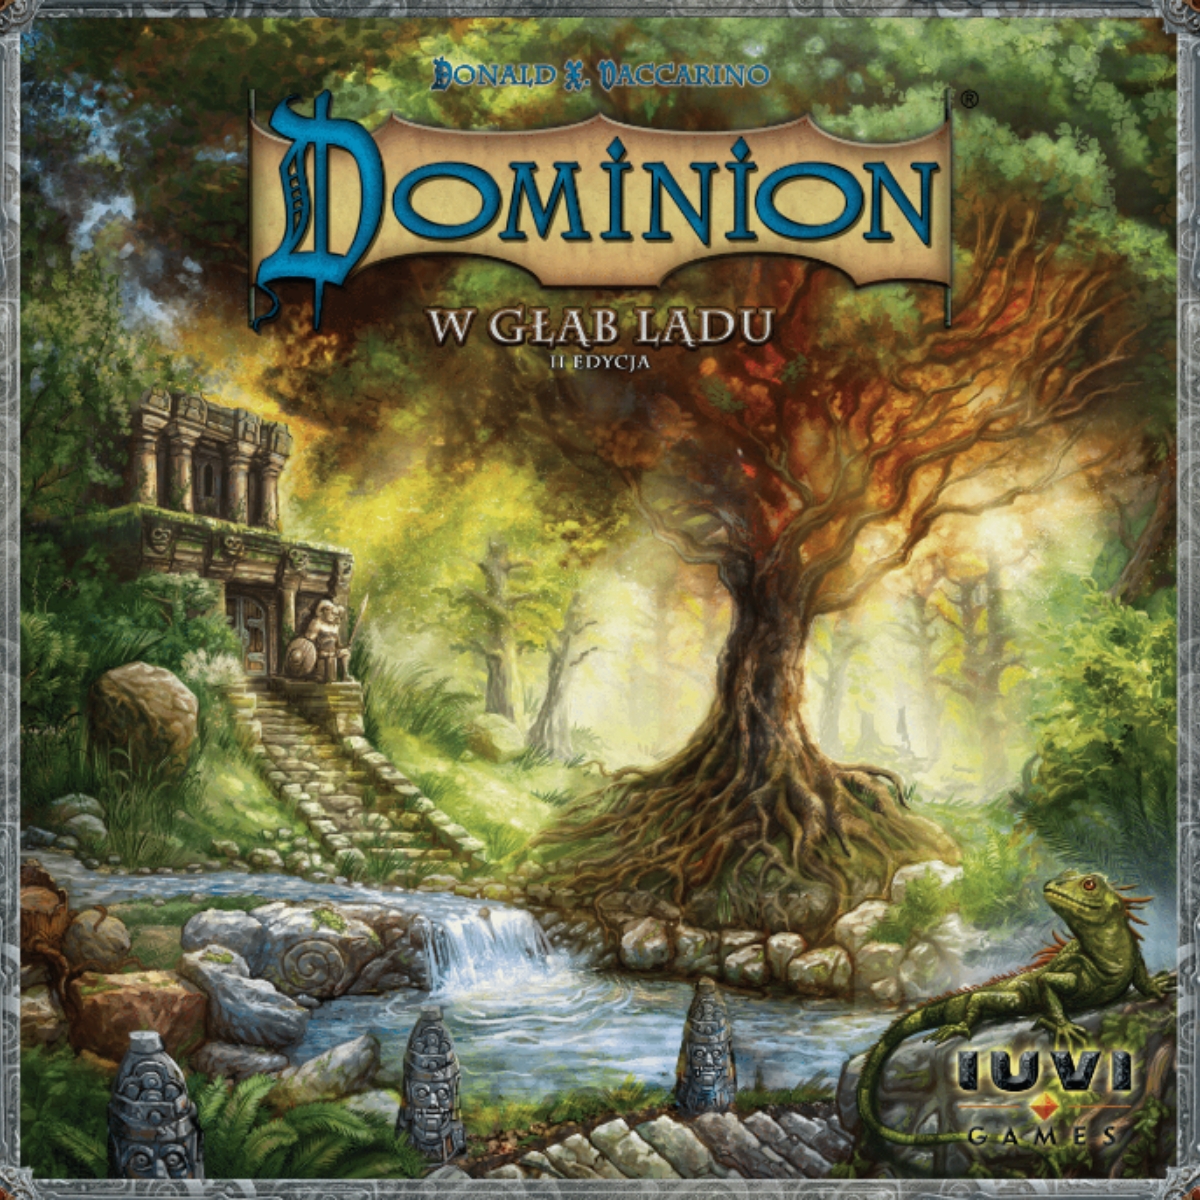 DONALD X. VACCARINO
DOMINION ®
W GŁĄB LĄDU
II EDYCJA
IUVI
GAMES